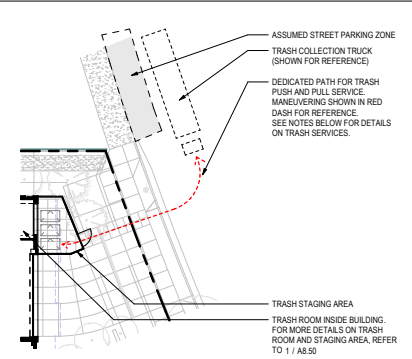 ASSUMED STREET PARKING ZONE
TRASH COLLECTION TRUCK
(SHOWN FOR REFERENCE)
DEDICATED PATH FOR TRASH
PUSH AND PULL SERVICE.
MANEUVERING SHOWN IN RED
DASH FOR REFERENCE.
SEE NOTES BELOW FOR DETAILS
ON TRASH SERVICES.
TRASH STAGING AREA
TRASH ROOM INSIDE BUILDING.
FOR MORE DETAILS ON TRASH
ROOM AND STAGING AREA, REFER
TO 1 / A8.50